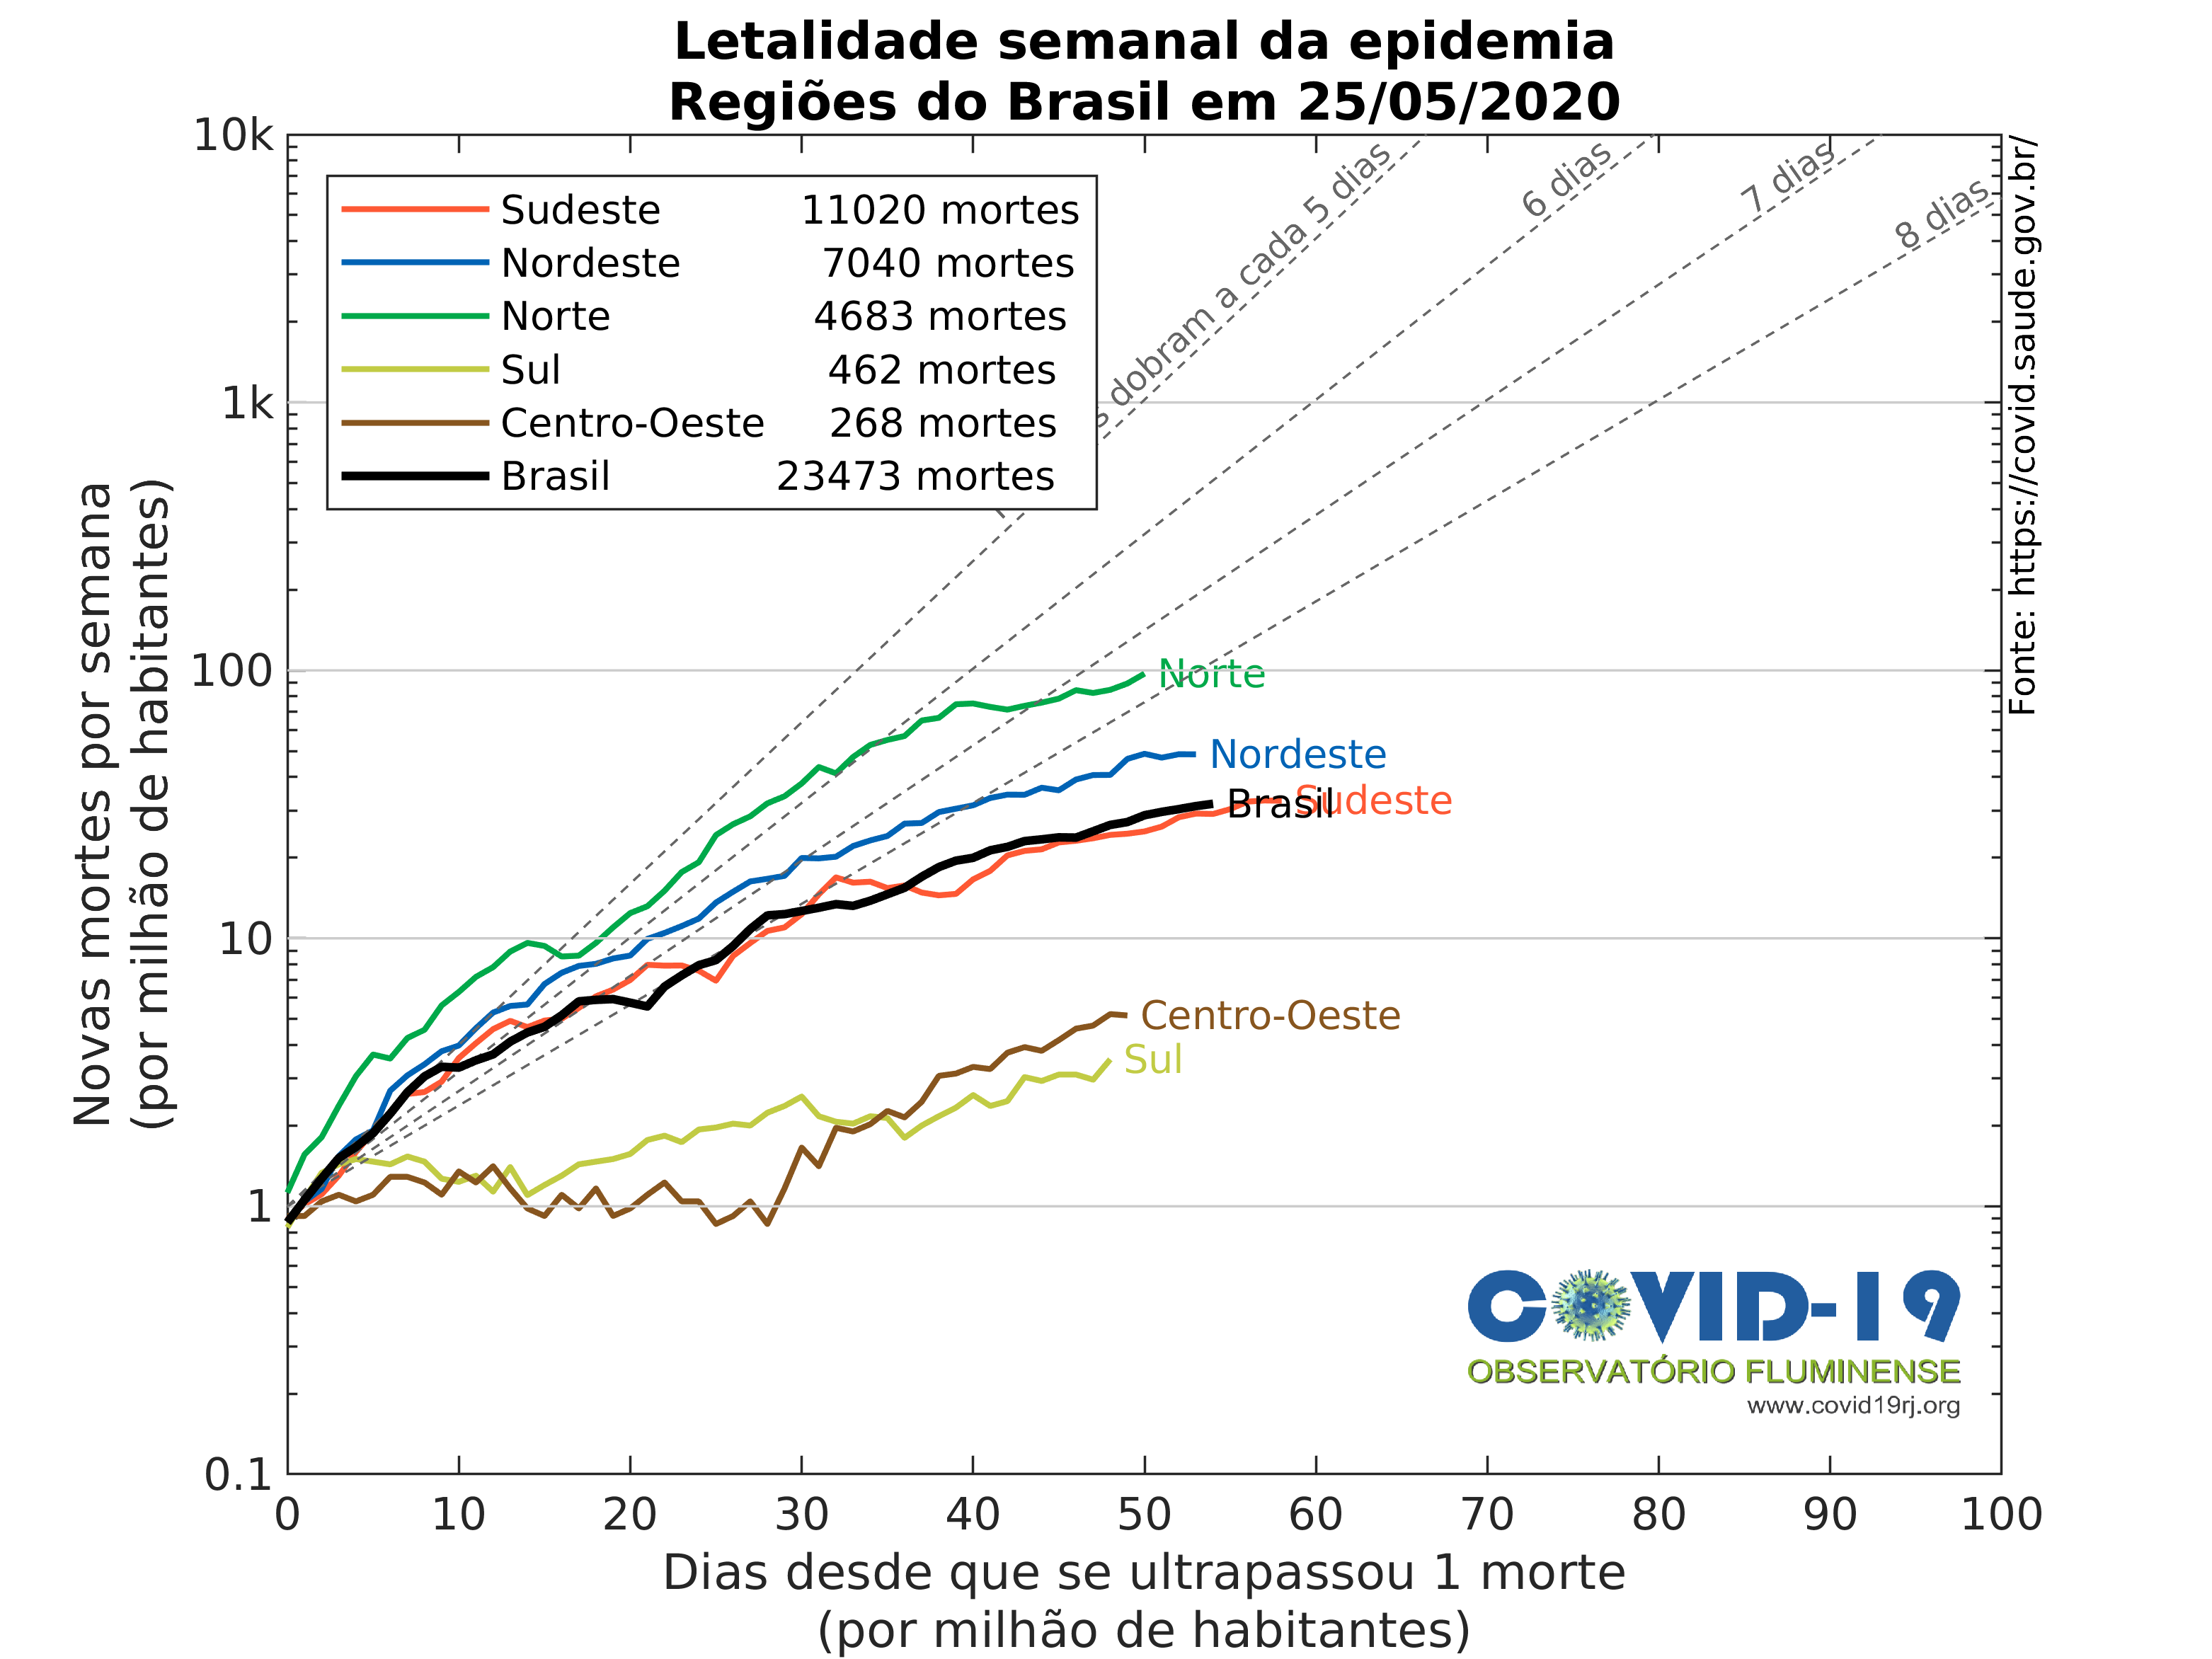 Letalidade semanal da epidemia
Regiões do Brasil em 25/05/2020
Novas mortes por semana
(por milhão de habitantes)
10k
1k
100
10
1
0.1
Sudeste 11020 mortes
Nordeste 7040 mortes
Norte 4683 mortes
Sul 462 mortes
Centro-Oeste 268 mortes
Brasil 23473 mortes
dobram a cada 5 dias
6 dias
7 dias
8 dias
Fonte: https://covid.saude.gov.br/
Norte
Nordeste
Brasil
Sudeste
Centro-Oeste
Sul
COVID-19
OBSERVATÓRIO FLUMINENSE
www.covid19rj.org
0 10 20 30 40 50 60 70 80 90 100
Dias desde que se ultrapassou 1 morte
(por milhão de habitantes)